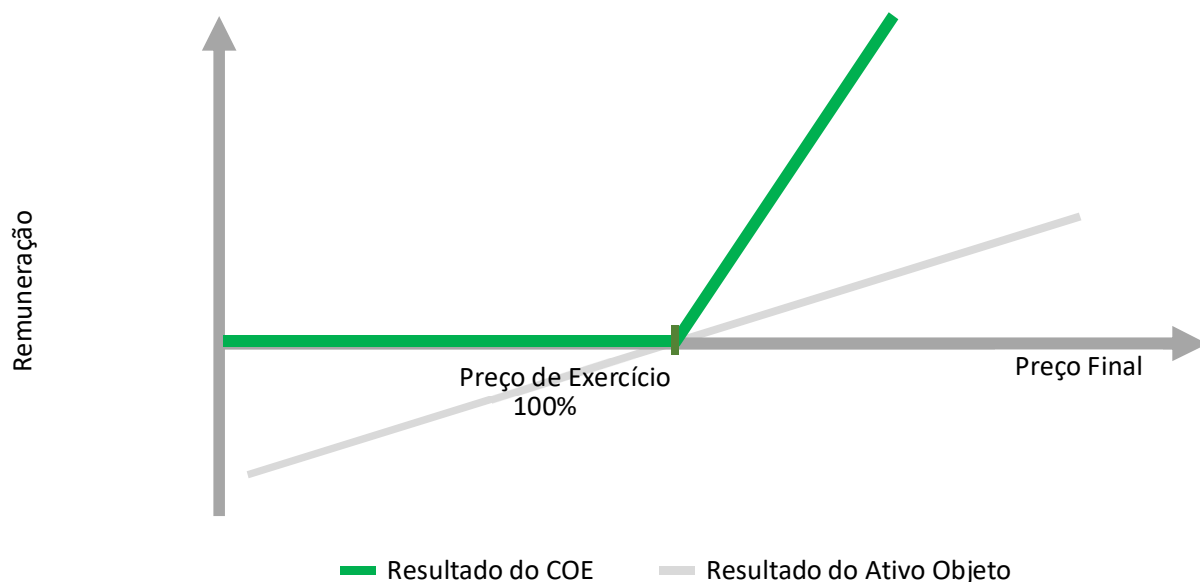 Remuneração
Preço de Exercício
100%
Preço Final
Resultado do COE
Resultado do Ativo Objeto